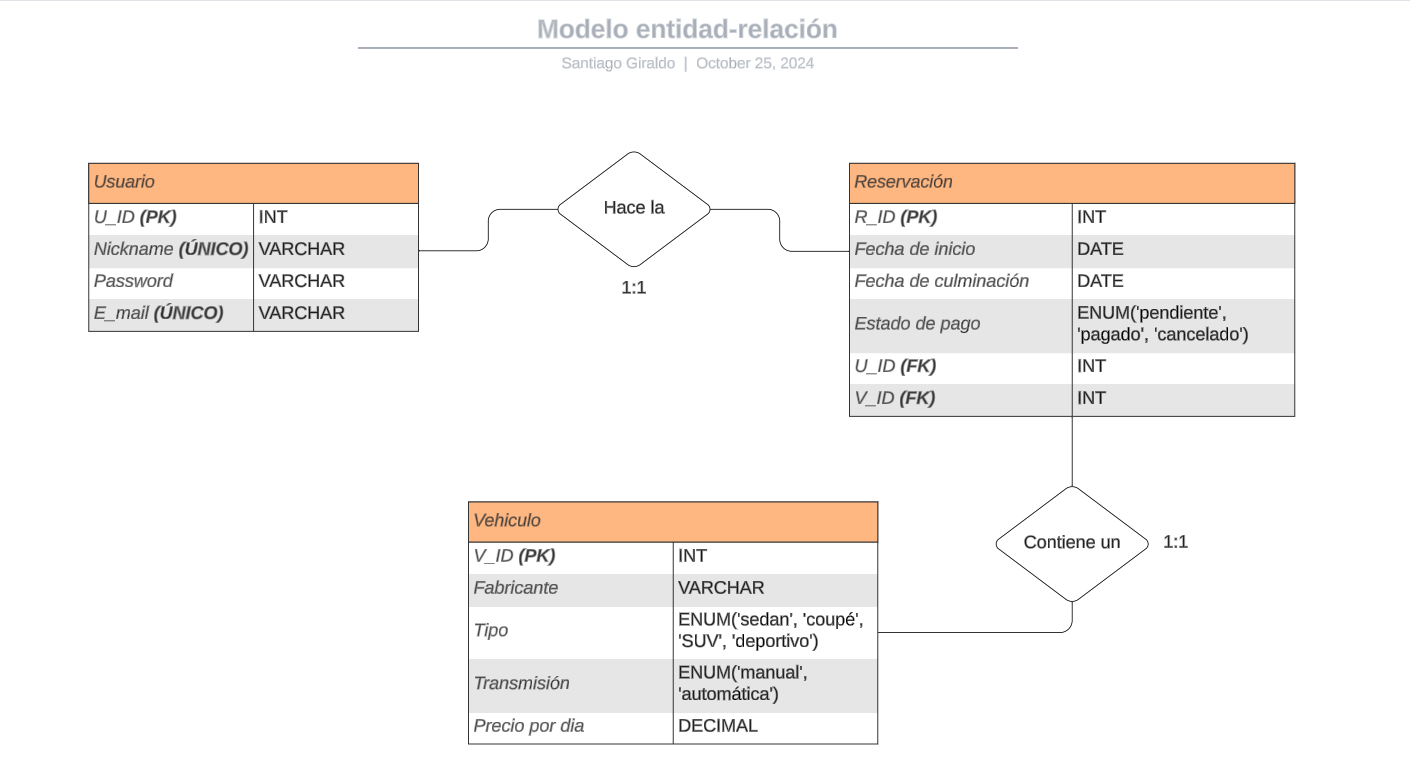 Modelo entidad-relación
Santiago Giraldo | October 25, 2024
Usuario
U_ID (PK) INT
Nickname (ÚNICO) VARCHAR
Password VARCHAR
E_mail (ÚNICO) VARCHAR
Hace la
1:1
Reservación
R_ID (PK) INT
Fecha de inicio DATE
Fecha de culminación DATE
Estado de pago ENUM('pendiente',
'pagado', 'cancelado')
U_ID (FK) INT
V_ID (FK) INT
Contiene un
1:1
Vehiculo
V_ID (PK) INT
Fabricante VARCHAR
Tipo ENUM('sedan', 'coupé',
'SUV', 'deportivo')
Transmisión ENUM('manual',
'automática')
Precio por dia DECIMAL